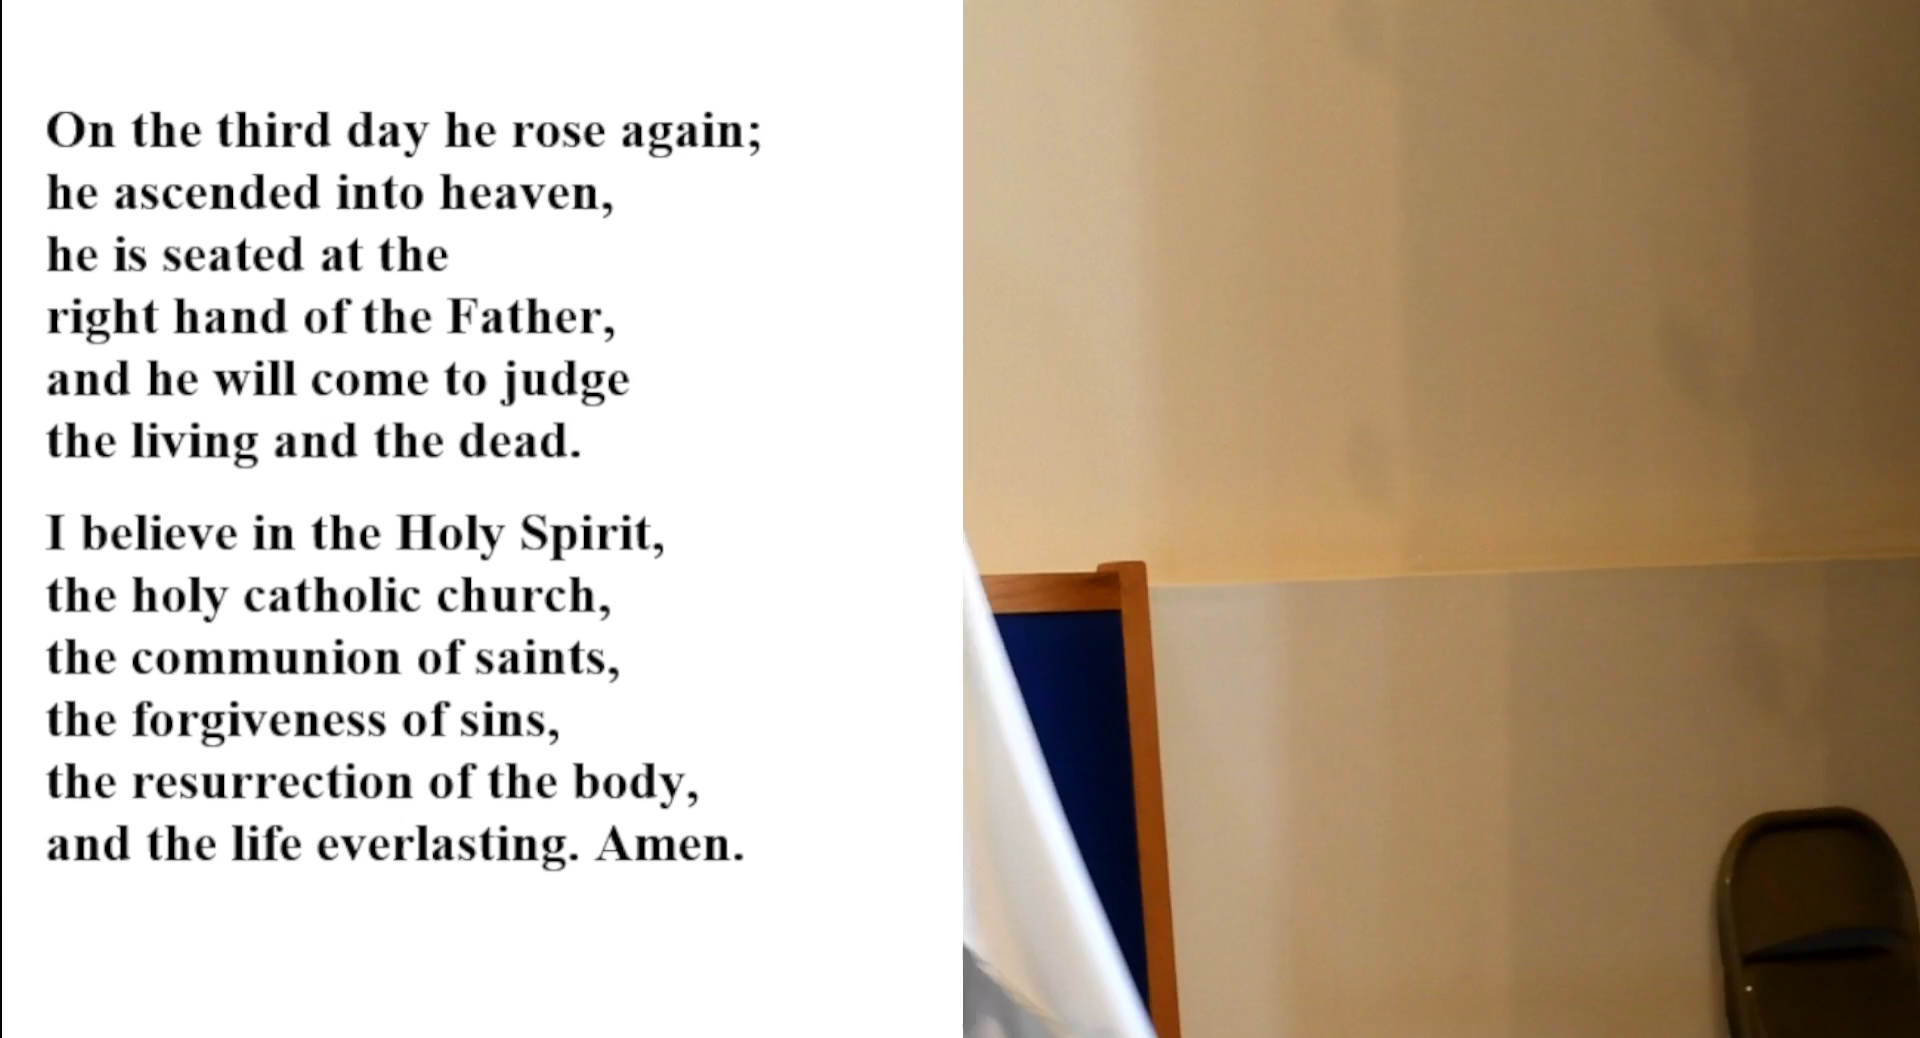 On the third day he rose again;
he ascended into heaven,
he is seated at the
right hand of the Father,
and he will come to judge
the living and the dead.
I believe in the Holy Spirit,
the holy catholic church,
the communion of saints,
the forgiveness of sins,
the resurrection of the body,
and the life everlasting. Amen.